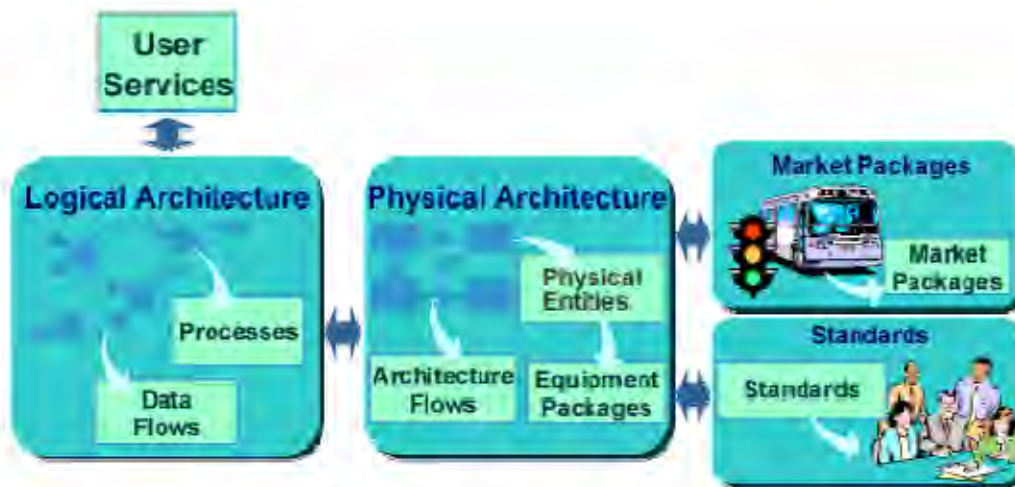 User
Services
Logical Architecture
Processes
Data
Flows
Physical Architecture
Physical
Entities
Architecture
Flows
Equipment
Packages
Market Packages
Market
Packages
Standards
Standards